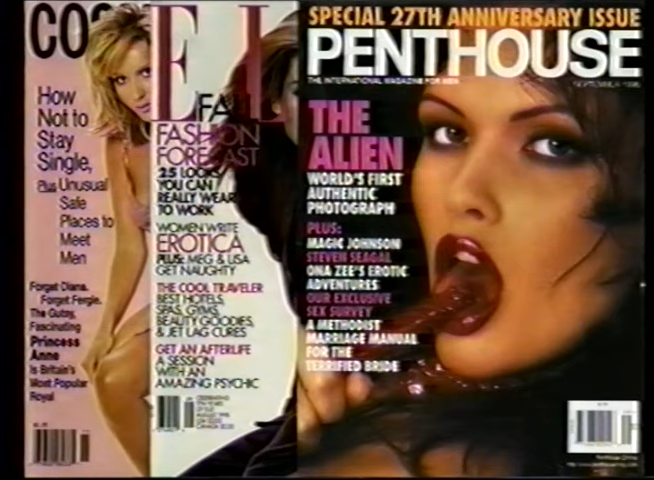 CO
How
Not to
Stay
Single,
Plus Unusual
Safe
Places to
Meet
Men
Forget Diana.
Forget Fergie.
The Gutsy,
Fascinating
Princess
Anne
Is Britain's
Most Popular
Royal
EL
FALL
FASHION
FORECAST
25 LOOKS
YOU CAN
REALLY WEAR
TO WORK
WOMEN WRITE
EROTICA
PLUS: MEG & LISA
GET NAUGHTY
THE COOL TRAVELER
BEST HOTELS,
SPAS, GYMS,
BEAUTY GOODIES,
& JET LAG CURES
GET AN AFTERLIFE
A SESSION
WITH AN
AMAZING PSYCHIC
SPECIAL 27TH ANNIVERSARY ISSUE
PENTHOUSE
THE INTERNATIONAL MAGAZINE FOR MEN
SEPTEMBER 1996
THE
ALIEN
WORLD'S FIRST
AUTHENTIC
PHOTOGRAPH
PLUS:
MAGIC JOHNSON
STEVEN SEAGAL
ONA ZEE'S EROTIC
ADVENTURES
OUR EXCLUSIVE
SEX SURVEY
A METHODIST
MARRIAGE MANUAL
FOR THE
TERRIFIED BRIDE